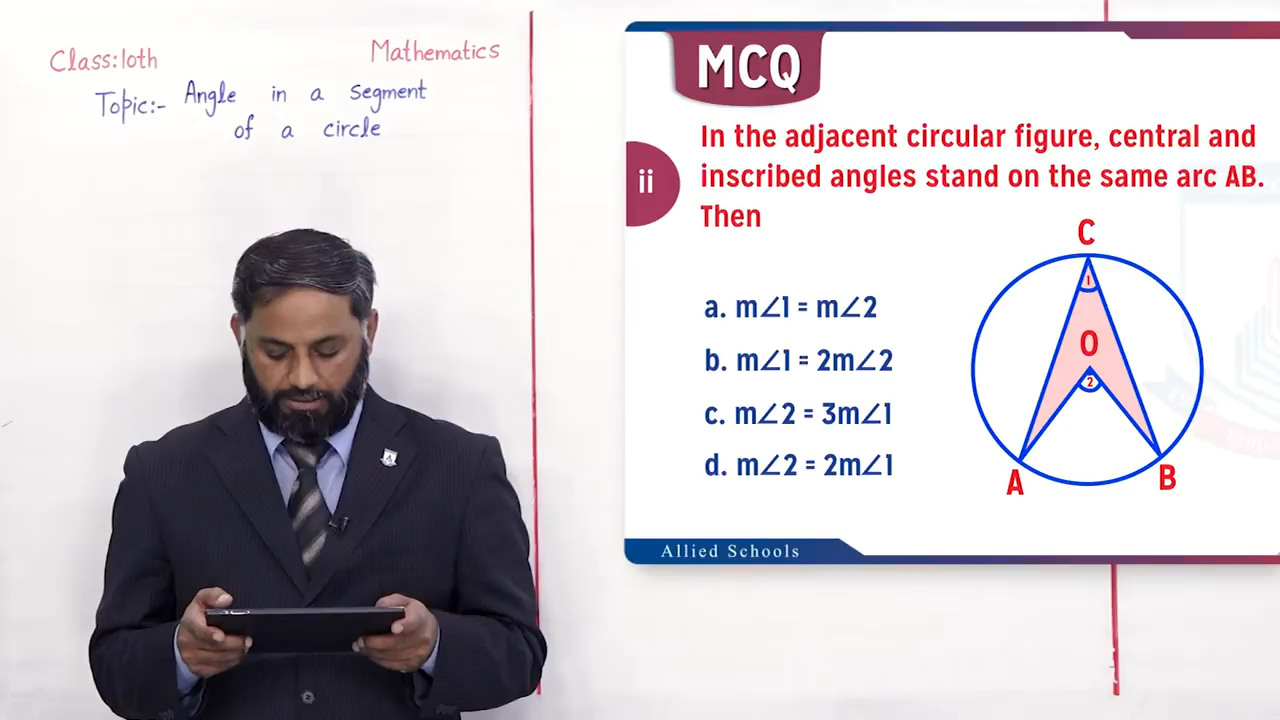 Class:10th
Mathematics
Topic:- Angle in a segment
of a circle
MCQ
ii
In the adjacent circular figure, central and
inscribed angles stand on the same arc AB.
Then
a. m∠1 = m∠2
b. m∠1 = 2m∠2
c. m∠2 = 3m∠1
d. m∠2 = 2m∠1
C
1
O
2
A
B
Allied Schools